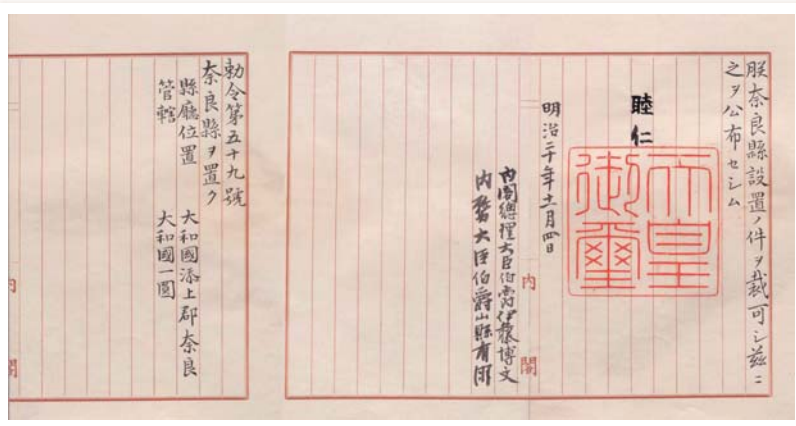 朕奈良縣設置ノ件ヲ裁可シ玆ニ
之ヲ公布セシム
睦仁
天皇
御璽
明治二十年十一月四日
内閣總理大臣伯爵伊藤博文
内務大臣伯爵山縣有朋
内閣
勅令第五十九號
奈良縣ヲ置ク
縣廳位置 大和國添上郡奈良
管轄 大和國一圓
内閣